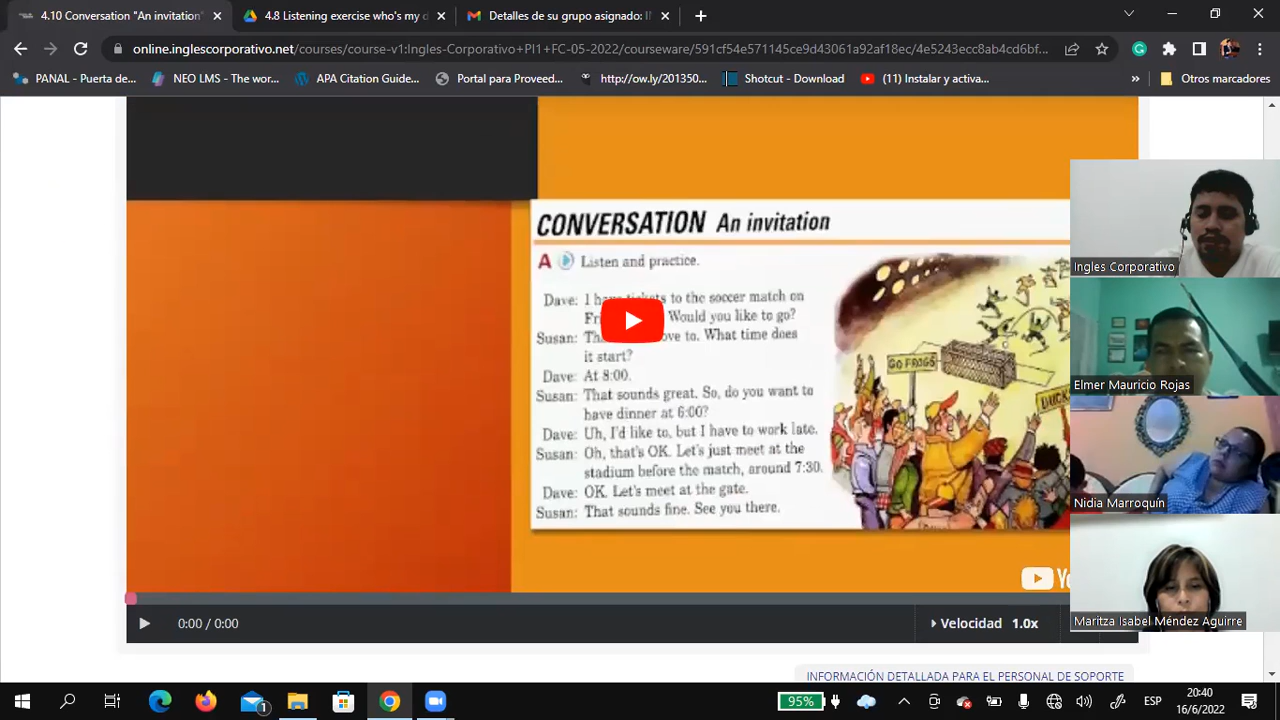 4.10 Conversation "An invitation"
4.8 Listening exercise who's my d
Detalles de su grupo asignado: I
online.inglescorporativo.net/courses/course-v1:Ingles-Corporativo+PI1+FC-05-2022/courseware/591cf54e571145ce9d43061a92af18ec/4e5243ecc8ab4cd6bf...
PANAL - Puerta de...
NEO LMS - The wor...
APA Citation Guide...
Portal para Proveed...
http://ow.ly/201350...
Shotcut - Download
(11) Instalar y activa...
»
Otros marcadores
CONVERSATION An invitation
A Listen and practice.
Dave: I have tickets to the soccer match on
Would you like to go?
Susan: love to. What time does
it start?
Dave: At 8:00.
Susan: That sounds great. So, do you want to
have dinner at 6:00?
Dave: Uh, I'd like to, but I have to work late.
Susan: Oh, that's OK. Let's just meet at the
stadium before the match, around 7:30.
Dave: OK. Let's meet at the gate.
Susan: That sounds fine. See you there.
GO FROGS
Ingles Corporativo
Elmer Mauricio Rojas
Nidia Marroquín
Maritza Isabel Méndez Aguirre
0:00 / 0:00
Velocidad 1.0x
INFORMACIÓN DETALLADA PARA EL PERSONAL DE SOPORTE
1
95%
ESP
20:40
16/6/2022